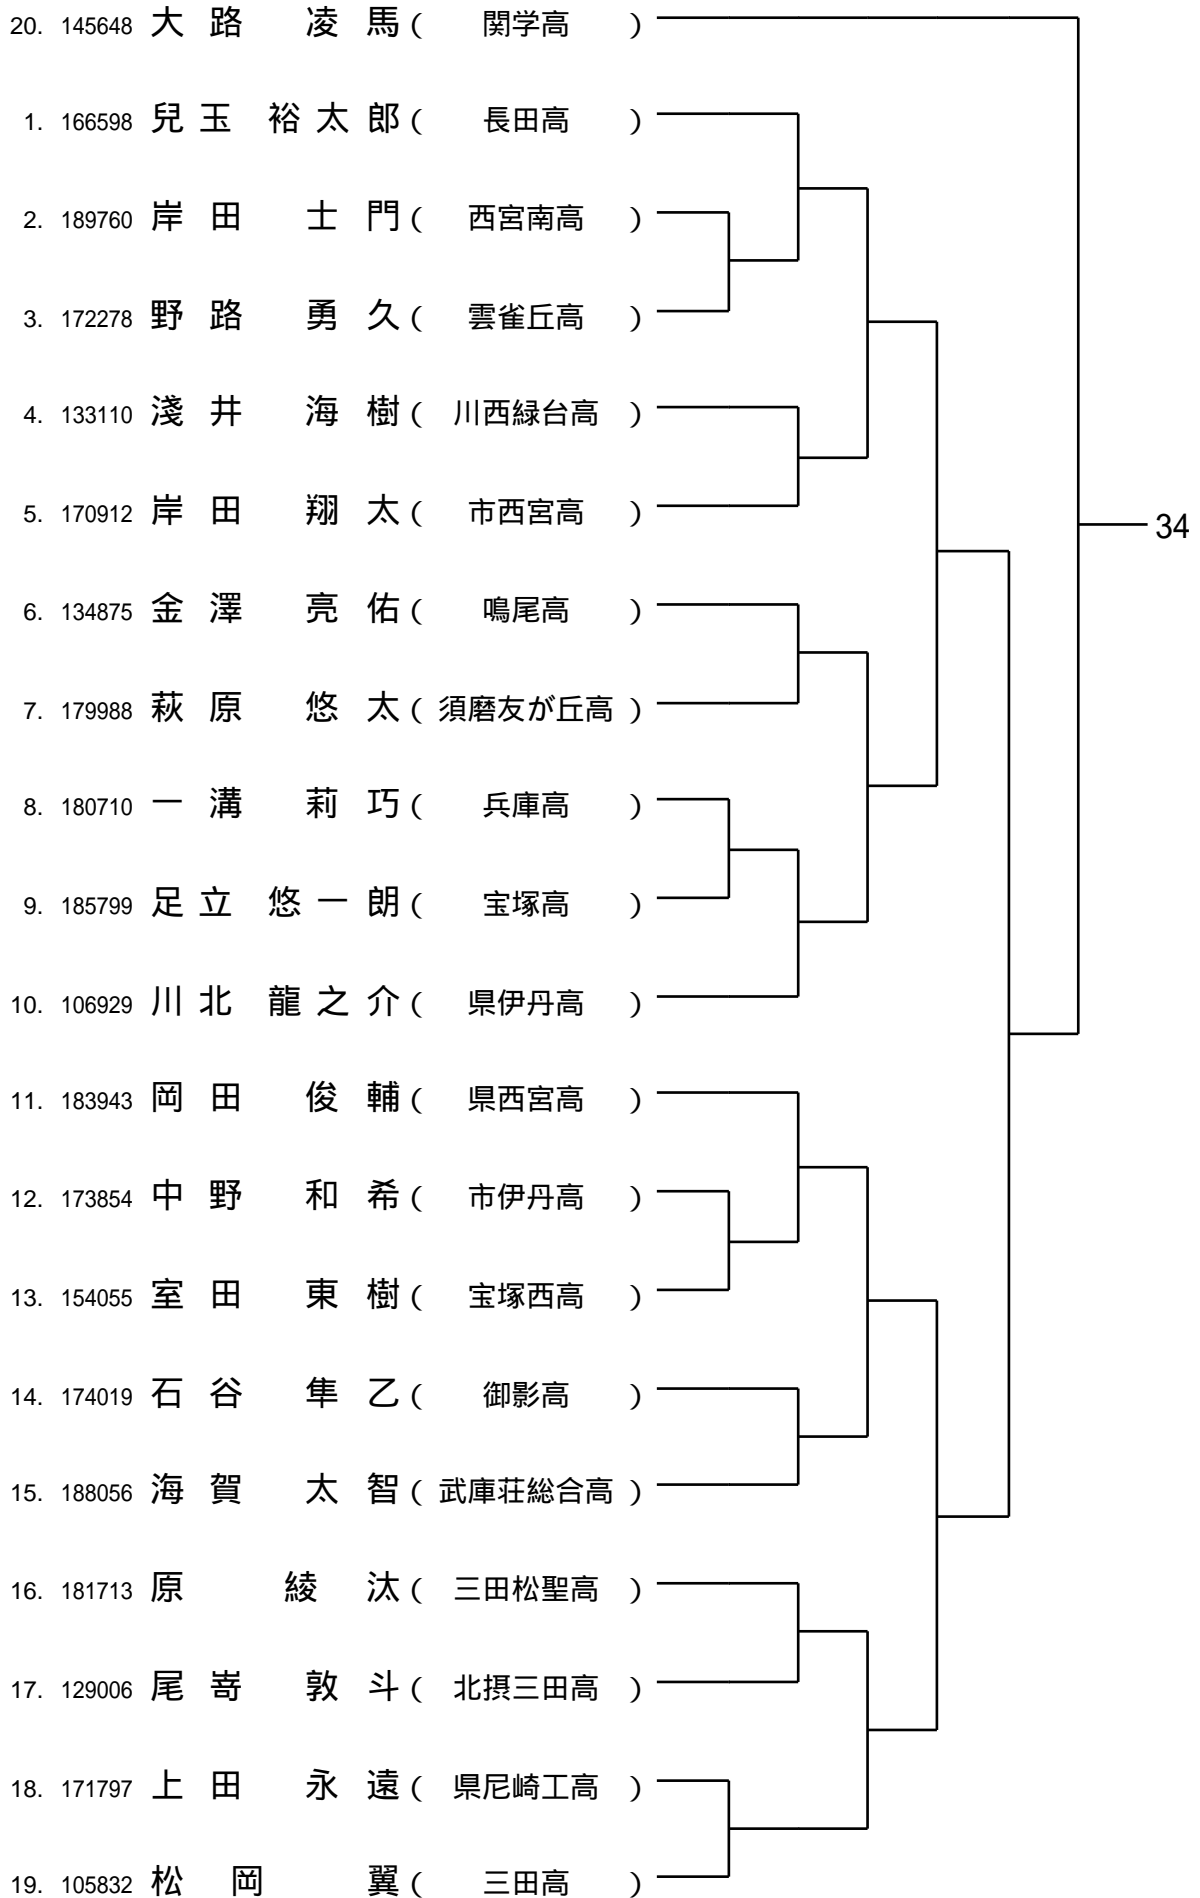 20. 145648 大路 凌馬 ( 関学高 )
1. 166598 兒玉 裕太郎 ( 長田高 )
2. 189760 岸田 士門 ( 西宮南高 )
3. 172278 野路 勇久 ( 雲雀丘高 )
4. 133110 淺井 海樹 ( 川西緑台高 )
5. 170912 岸田 翔太 ( 市西宮高 )
34
6. 134875 金澤 亮佑 ( 鳴尾高 )
7. 179988 萩原 悠太 ( 須磨友が丘高 )
8. 180710 一溝 莉巧 ( 兵庫高 )
9. 185799 足立 悠一朗 ( 宝塚高 )
10. 106929 川北 龍之介 ( 県伊丹高 )
11. 183943 岡田 俊輔 ( 県西宮高 )
12. 173854 中野 和希 ( 市伊丹高 )
13. 154055 室田 東樹 ( 宝塚西高 )
14. 174019 石谷 隼乙 ( 御影高 )
15. 188056 海賀 太智 ( 武庫荘総合高 )
16. 181713 原 綾汰 ( 三田松聖高 )
17. 129006 尾嵜 敦斗 ( 北摂三田高 )
18. 171797 上田 永遠 ( 県尼崎工高 )
19. 105832 松岡 翼 ( 三田高 )